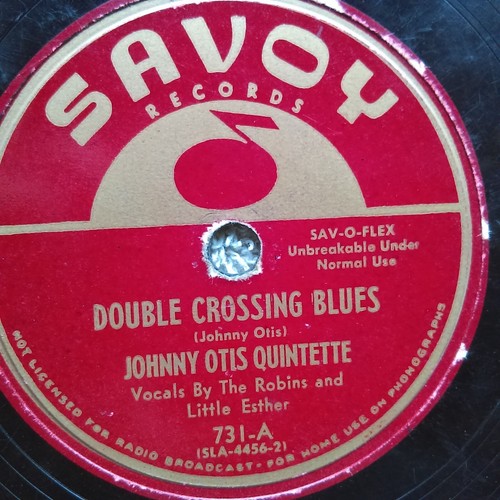 SAVOY
RECORDS
SAV-O-FLEX
Unbreakable Under
Normal Use
DOUBLE CROSSING BLUES
(Johnny Otis)
JOHNNY OTIS QUINTETTE
Vocals By The Robins and
Little Esther
731-A
(SLA-4456-2)
NOT LICENSED FOR RADIO BROADCAST-FOR HOME USE ON PHONOGRAPHS